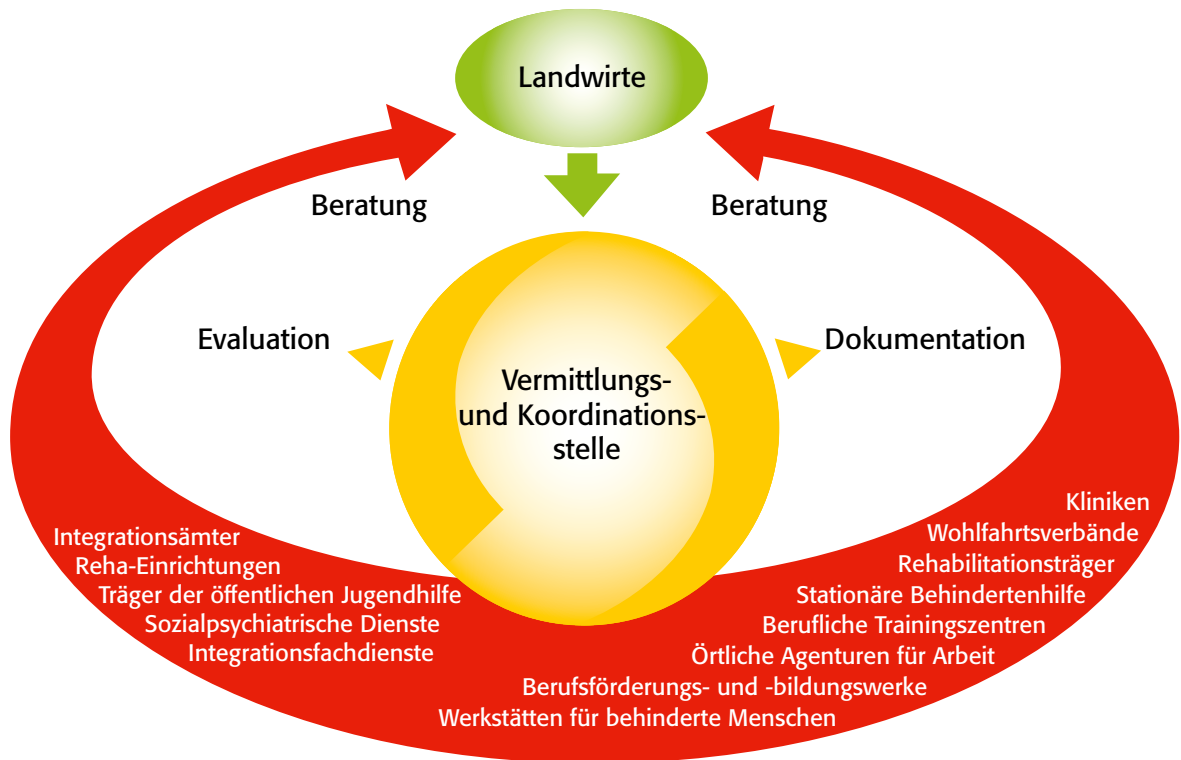 Landwirte
Beratung
Beratung
Evaluation
Dokumentation
Vermittlungs-
und Koordinations-
stelle
Integrationsämter
Reha-Einrichtungen
Träger der öffentlichen Jugendhilfe
Sozialpsychiatrische Dienste
Integrationsfachdienste
Kliniken
Wohlfahrtsverbände
Rehabilitationsträger
Stationäre Behindertenhilfe
Berufliche Trainingszentren
Örtliche Agenturen für Arbeit
Berufsförderungs- und -bildungswerke
Werkstätten für behinderte Menschen